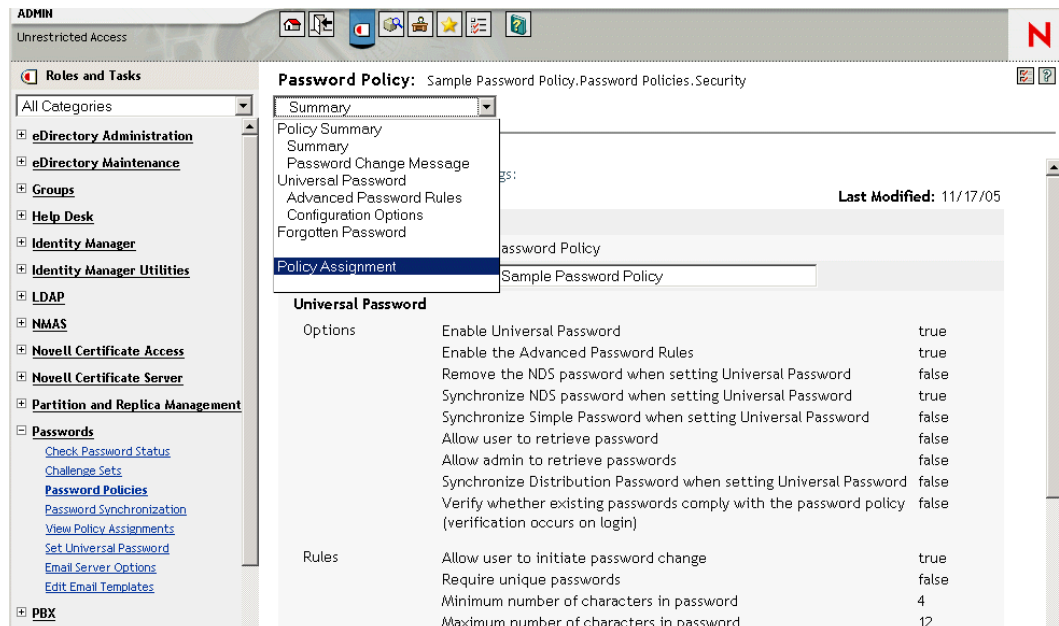 ADMIN
Unrestricted Access
N
Roles and Tasks
All Categories
eDirectory Administration
eDirectory Maintenance
Groups
Help Desk
Identity Manager
Identity Manager Utilities
LDAP
NMAS
Novell Certificate Access
Novell Certificate Server
Partition and Replica Management
Passwords
Check Password Status
Challenge Sets
Password Policies
Password Synchronization
View Policy Assignments
Set Universal Password
Email Server Options
Edit Email Templates
PBX
Password Policy: Sample Password Policy.Password Policies.Security
Summary
Policy Summary
Summary
Password Change Message
Universal Password
Advanced Password Rules
Configuration Options
Forgotten Password
Policy Assignment
gs:
Last Modified: 11/17/05
assword Policy
Sample Password Policy
Universal Password
Options Enable Universal Password true
Enable the Advanced Password Rules true
Remove the NDS password when setting Universal Password false
Synchronize NDS password when setting Universal Password true
Synchronize Simple Password when setting Universal Password false
Allow user to retrieve password false
Allow admin to retrieve passwords false
Synchronize Distribution Password when setting Universal Password false
Verify whether existing passwords comply with the password policy false
(verification occurs on login)
Rules Allow user to initiate password change true
Require unique passwords false
Minimum number of characters in password 4
Maximum number of characters in password 12